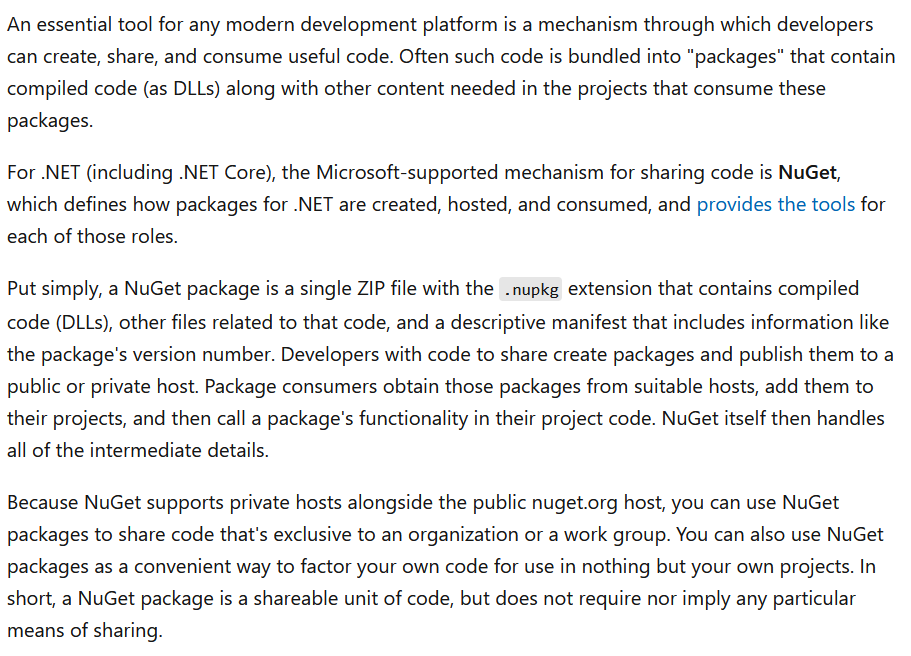 An essential tool for any modern development platform is a mechanism through which developers
can create, share, and consume useful code. Often such code is bundled into "packages" that contain
compiled code (as DLLs) along with other content needed in the projects that consume these
packages.
For .NET (including .NET Core), the Microsoft-supported mechanism for sharing code is NuGet,
which defines how packages for .NET are created, hosted, and consumed, and provides the tools for
each of those roles.
Put simply, a NuGet package is a single ZIP file with the .nupkg extension that contains compiled
code (DLLs), other files related to that code, and a descriptive manifest that includes information like
the package's version number. Developers with code to share create packages and publish them to a
public or private host. Package consumers obtain those packages from suitable hosts, add them to
their projects, and then call a package's functionality in their project code. NuGet itself then handles
all of the intermediate details.
Because NuGet supports private hosts alongside the public nuget.org host, you can use NuGet
packages to share code that's exclusive to an organization or a work group. You can also use NuGet
packages as a convenient way to factor your own code for use in nothing but your own projects. In
short, a NuGet package is a shareable unit of code, but does not require nor imply any particular
means of sharing.